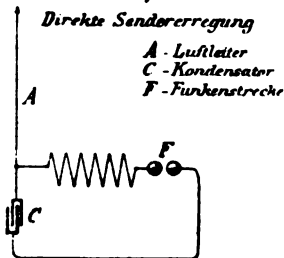 Direkte Sendererregung
A - Luftleiter
C - Kondensator
F - Funkenstrecke
A
F
C